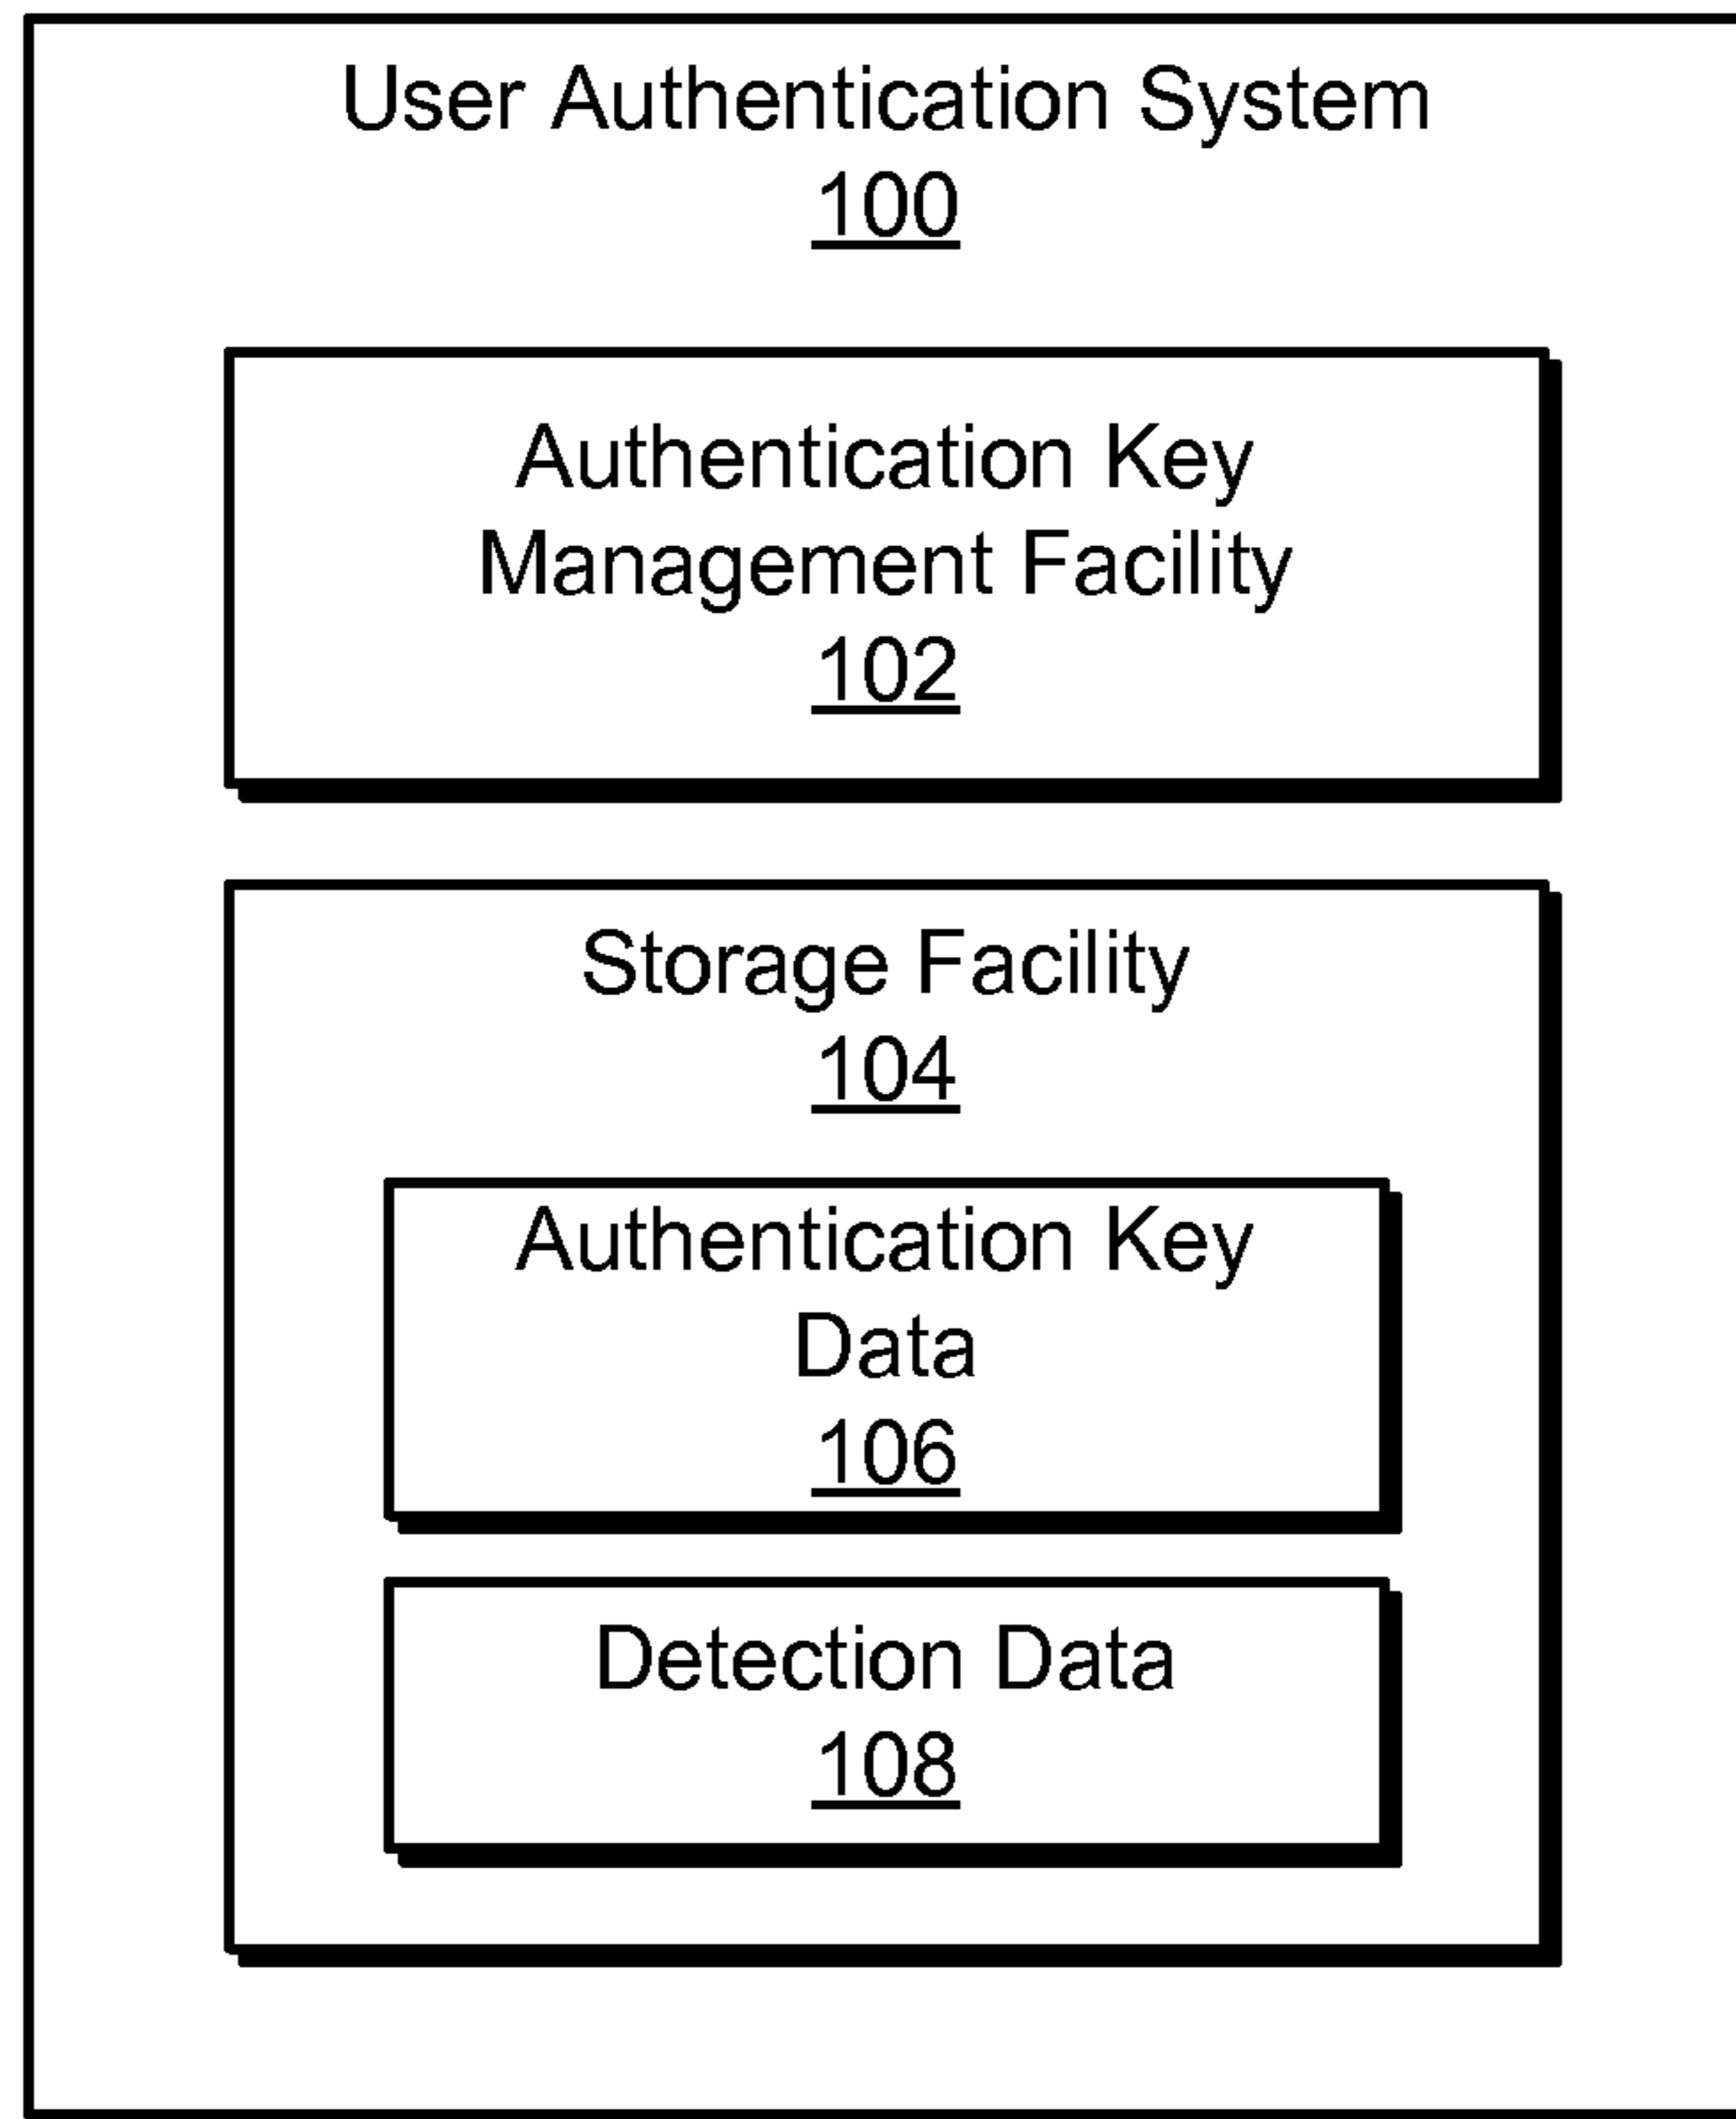 User Authentication System
100
Authentication Key
Management Facility
102
Storage Facility
104
Authentication Key
Data
106
Detection Data
108